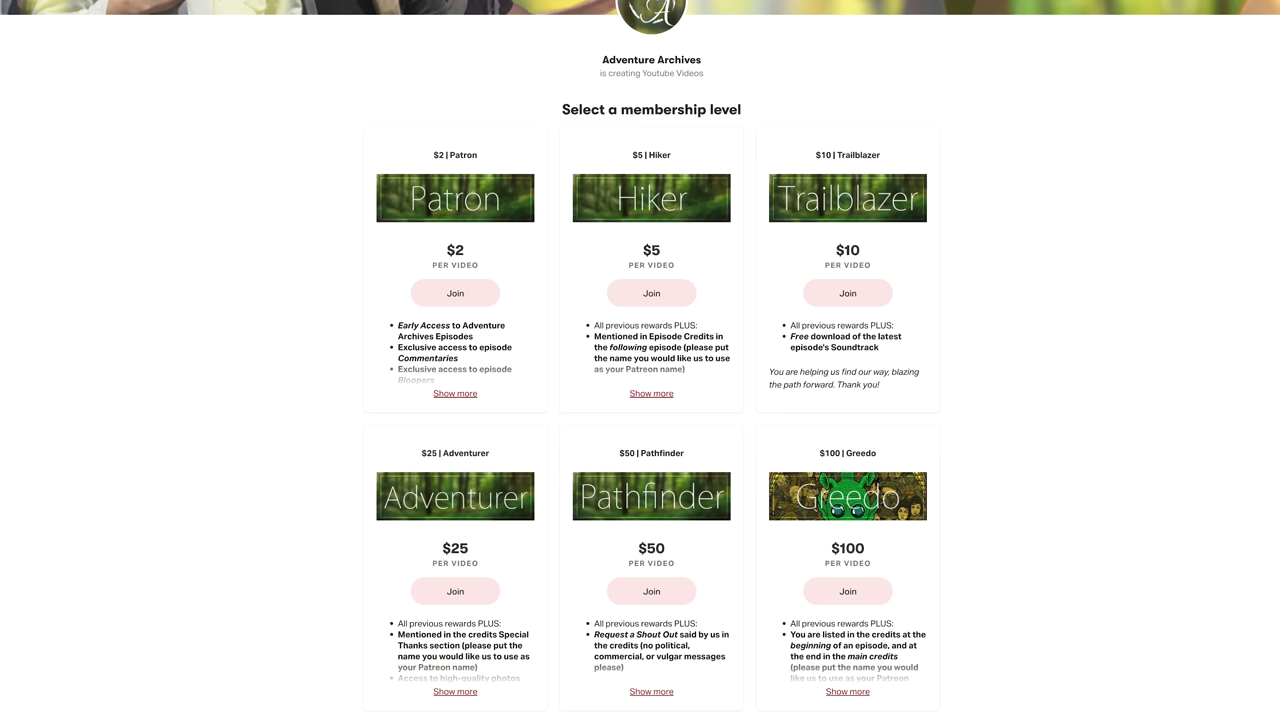 A
Adventure Archives
is creating Youtube Videos
Select a membership level
$2 | Patron
Patron
$2
PER VIDEO
Join
• Early Access to Adventure
Archives Episodes
• Exclusive access to episode
Commentaries
• Exclusive access to episode
Bloopers
Show more
$5 | Hiker
Hiker
$5
PER VIDEO
Join
• All previous rewards PLUS:
• Mentioned in Episode Credits in
the following episode (please put
the name you would like us to use
as your Patreon name)
Show more
$10 | Trailblazer
Trailblazer
$10
PER VIDEO
Join
• All previous rewards PLUS:
• Free download of the latest
episode's Soundtrack
You are helping us find our way, blazing
the path forward. Thank you!
$25 | Adventurer
Adventurer
$25
PER VIDEO
Join
• All previous rewards PLUS:
• Mentioned in the credits Special
Thanks section (please put the
name you would like us to use as
your Patreon name)
• Access to high-quality photos
Show more
$50 | Pathfinder
Pathfinder
$50
PER VIDEO
Join
• All previous rewards PLUS:
• Request a Shout Out said by us in
the credits (no political,
commercial, or vulgar messages
please)
Show more
$100 | Greedo
Greedo
$100
PER VIDEO
Join
• All previous rewards PLUS:
• You are listed in the credits at the
beginning of an episode, and at
the end in the main credits
(please put the name you would
like us to use as your Patreon
Show more